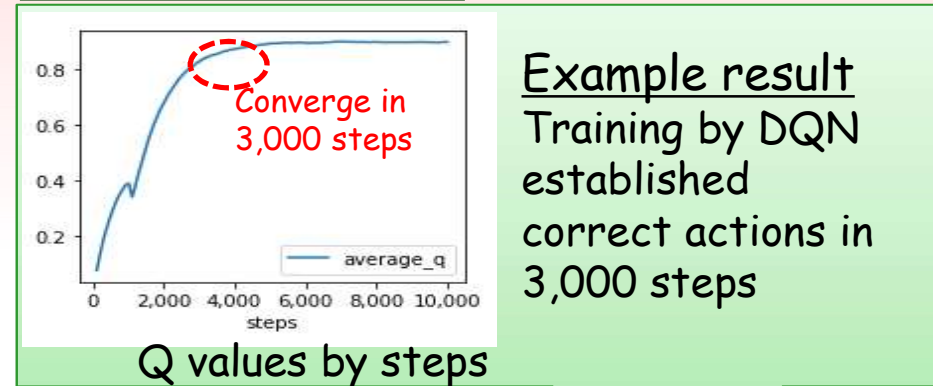 0.8
0.6
0.4
0.2
Converge in
3,000 steps
average_q
0 2,000 4,000 6,000 8,000 10,000
steps
Q values by steps
Example result
Training by DQN
established
correct actions in
3,000 steps